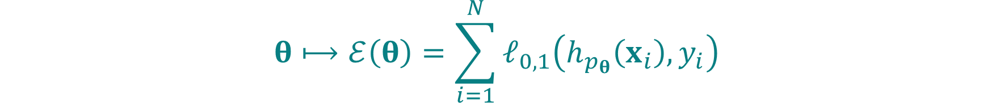 𝛉 ⟼ ℰ(𝛉) = ∑_{i=1}^{N} ℓ_{0,1}(h_{p_𝛉}(𝐱_i), y_i)